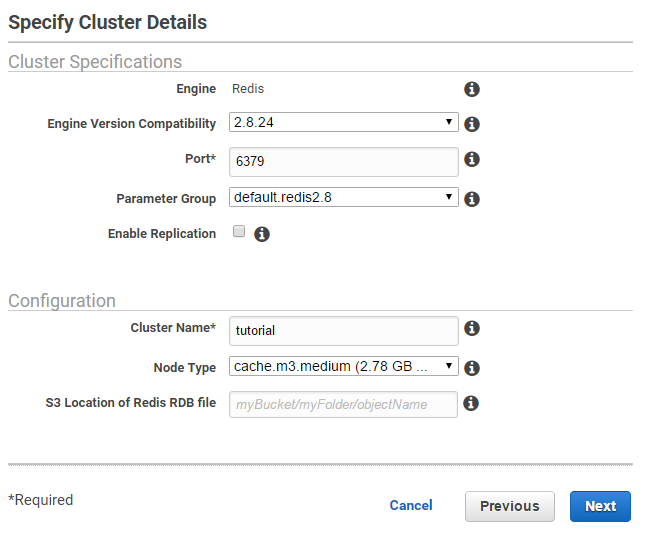 Specify Cluster Details
Cluster Specifications
Engine Redis
Engine Version Compatibility 2.8.24
Port* 6379
Parameter Group default.redis2.8
Enable Replication
Configuration
Cluster Name* tutorial
Node Type cache.m3.medium (2.78 GB ...
S3 Location of Redis RDB file myBucket/myFolder/objectName
*Required Cancel Previous Next